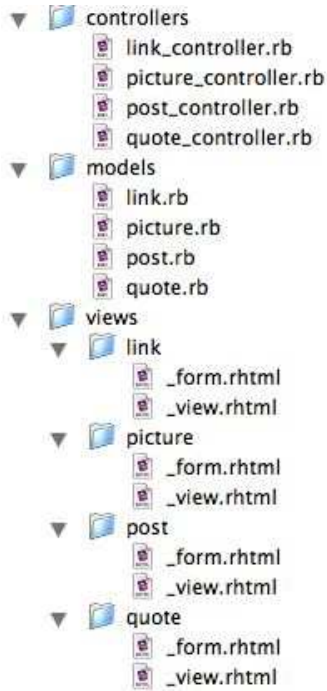 controllers
link_controller.rb
picture_controller.rb
post_controller.rb
quote_controller.rb
models
link.rb
picture.rb
post.rb
quote.rb
views
link
_form.rhtml
_view.rhtml
picture
_form.rhtml
_view.rhtml
post
_form.rhtml
_view.rhtml
quote
_form.rhtml
_view.rhtml